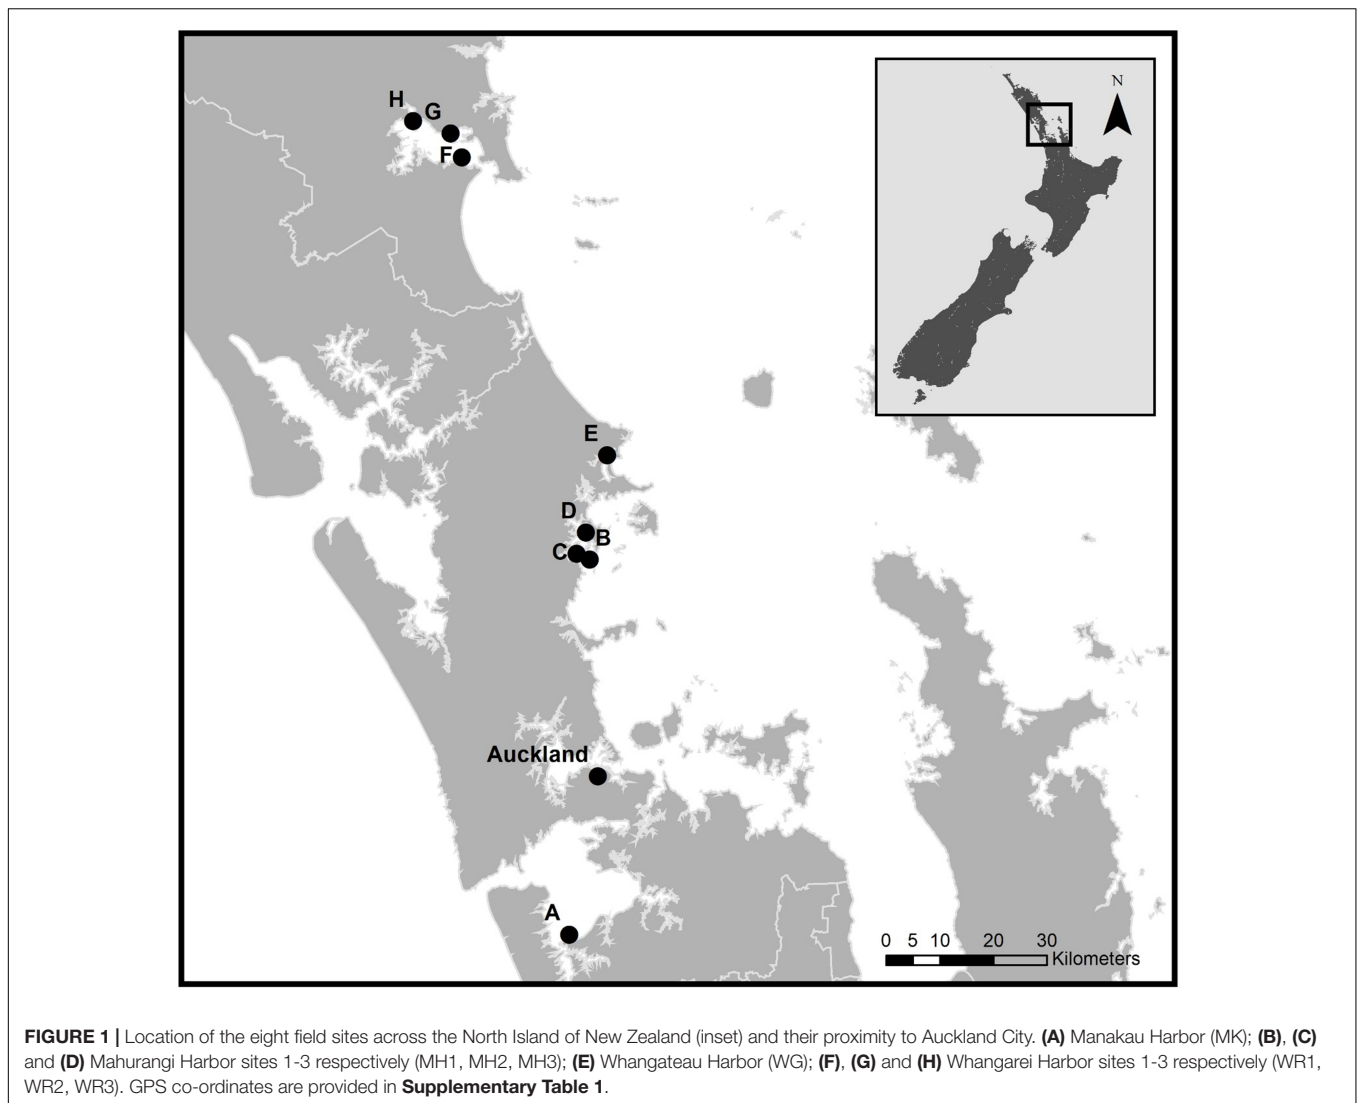 N
H
G
F
E
D
B
C
Auckland
A
0 5 10 20 30
Kilometers
FIGURE 1 | Location of the eight field sites across the North Island of New Zealand (inset) and their proximity to Auckland City. (A) Manakau Harbor (MK); (B), (C)
and (D) Mahurangi Harbor sites 1-3 respectively (MH1, MH2, MH3); (E) Whangateau Harbor (WG); (F), (G) and (H) Whangarei Harbor sites 1-3 respectively (WR1,
WR2, WR3). GPS co-ordinates are provided in Supplementary Table 1.